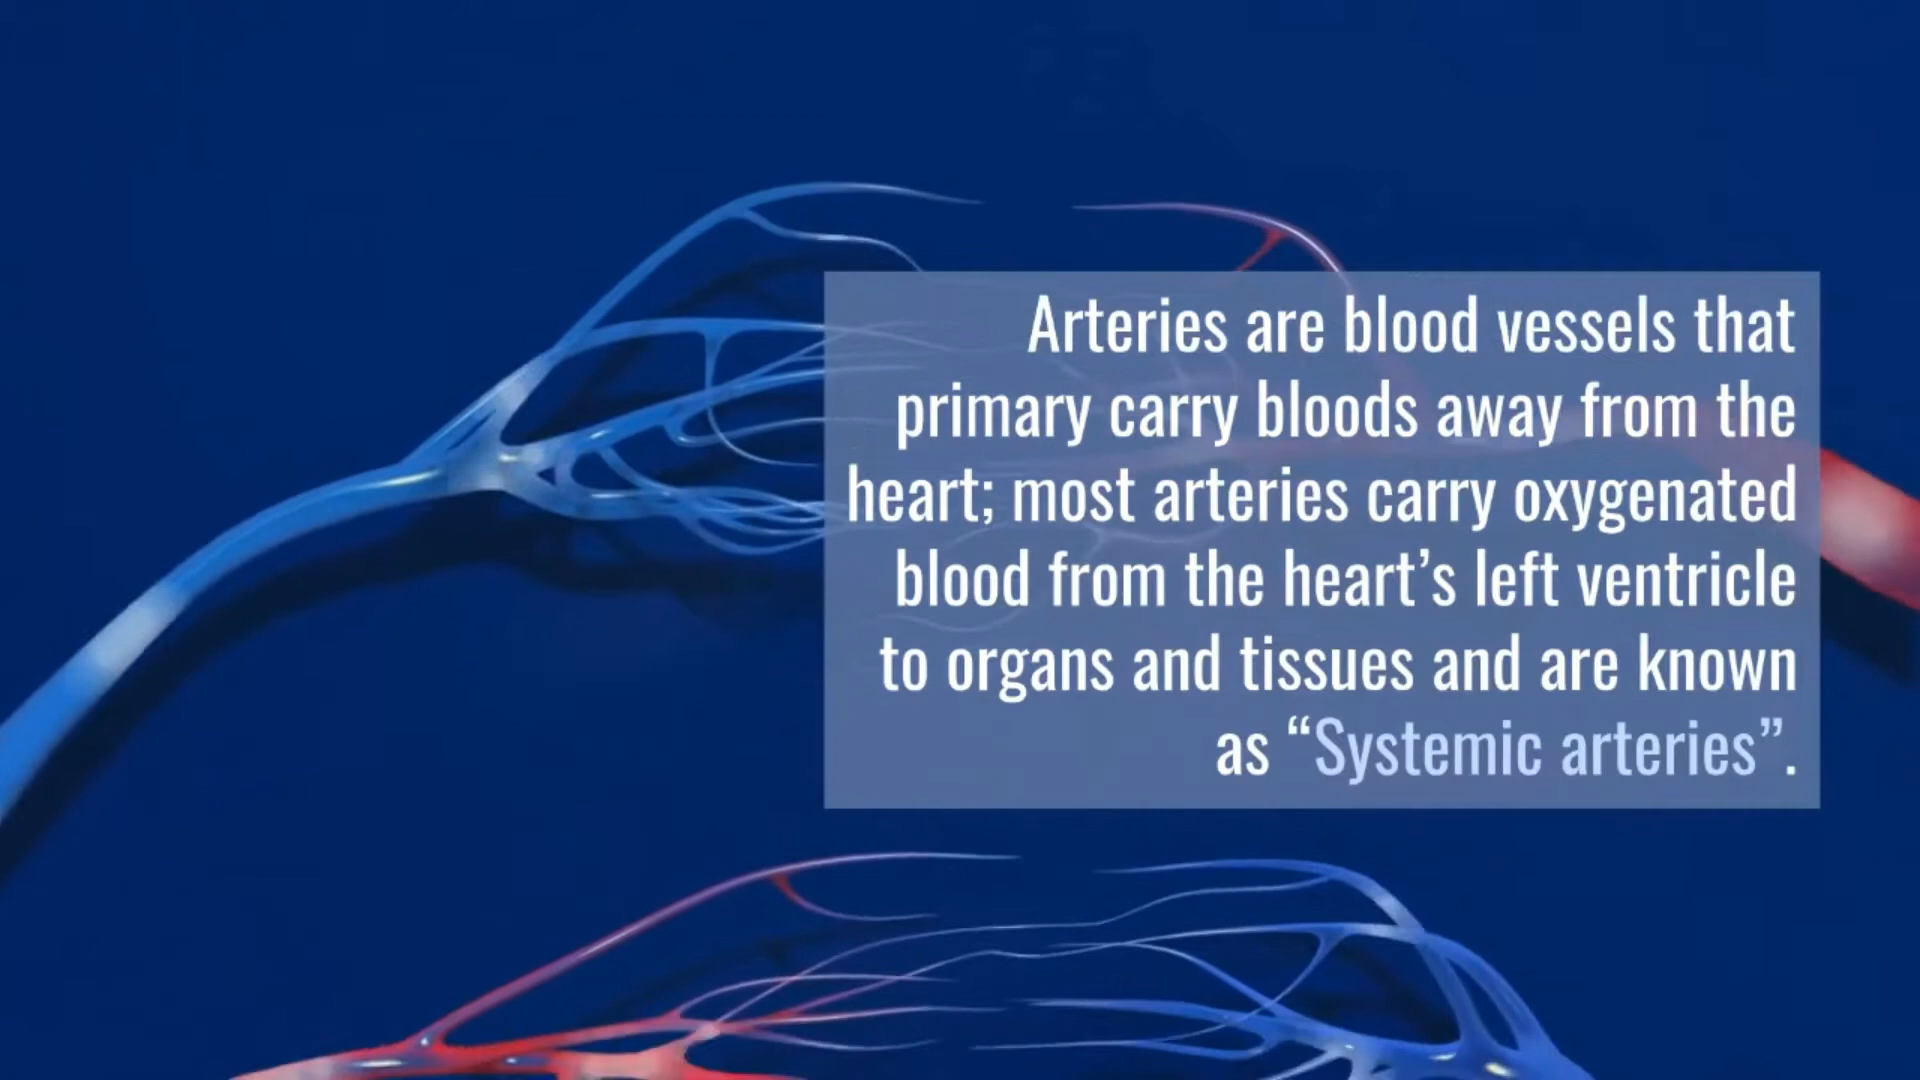 Arteries are blood vessels that
primary carry bloods away from the
heart; most arteries carry oxygenated
blood from the heart’s left ventricle
to organs and tissues and are known
as “Systemic arteries”.